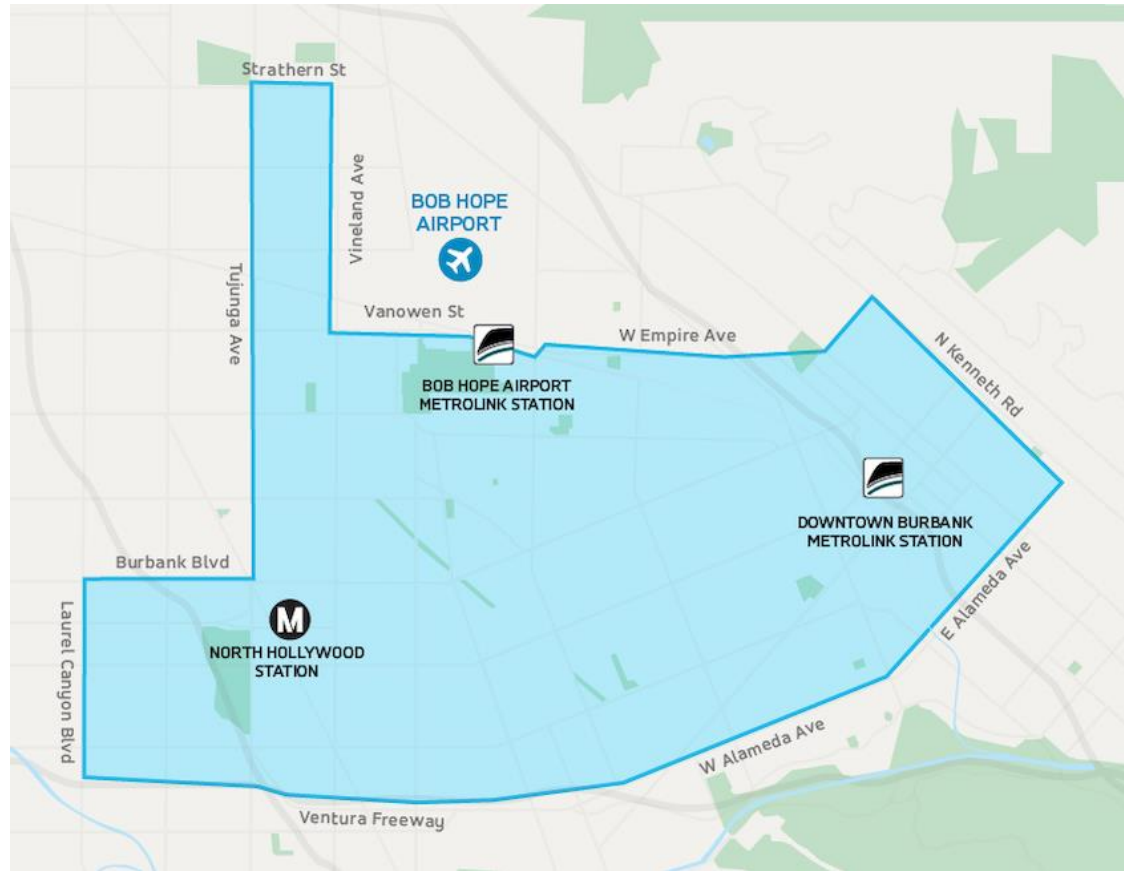 Strathern St
Vineland Ave
BOB HOPE
AIRPORT
Tujunga Ave
Vanowen St
W Empire Ave
N Kenneth Rd
BOB HOPE AIRPORT
METROLINK STATION
DOWNTOWN BURBANK
METROLINK STATION
Burbank Blvd
E Alameda Ave
Laurel Canyon Blvd
M
NORTH HOLLYWOOD
STATION
W Alameda Ave
Ventura Freeway